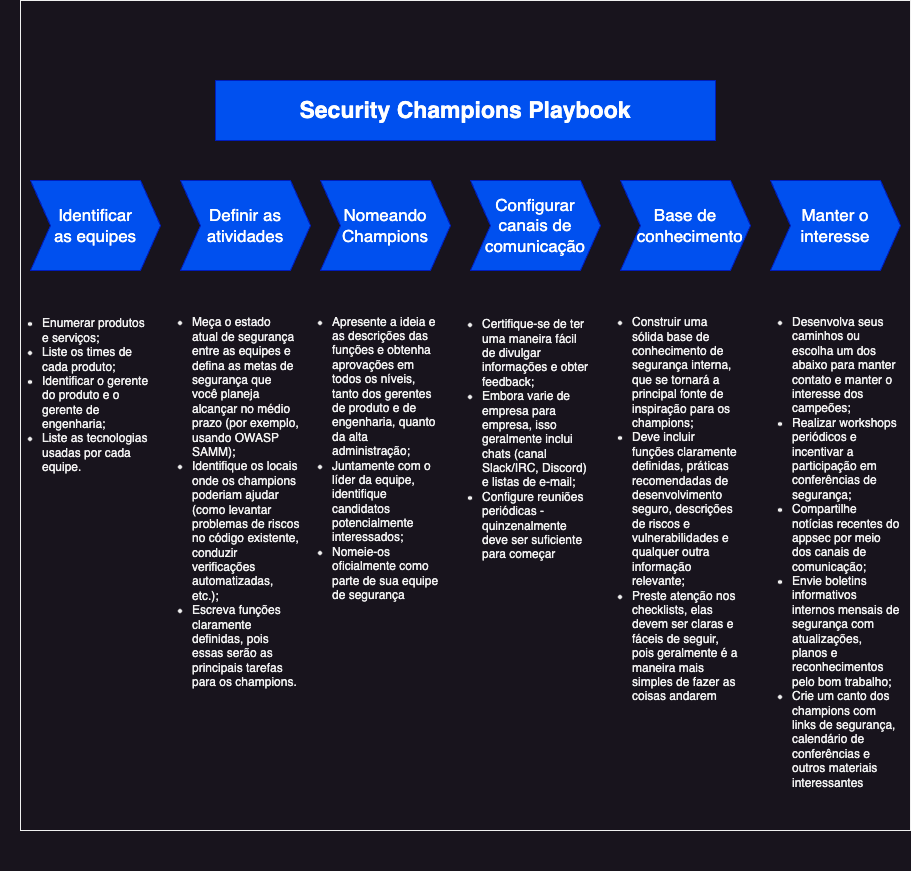 Security Champions Playbook
Identificar
as equipes
Definir as
atividades
Nomeando
Champions
Configurar
canais de
comunicação
Base de
conhecimento
Manter o
interesse
• Enumerar produtos
e serviços;
• Liste os times de
cada produto;
• Identificar o gerente
do produto e o
gerente de
engenharia;
• Liste as tecnologias
usadas por cada
equipe.
• Meça o estado
atual de segurança
entre as equipes e
defina as metas de
segurança que
você planeja
alcançar no médio
prazo (por exemplo,
usando OWASP
SAMM);
• Identifique os locais
onde os champions
poderiam ajudar
(como levantar
problemas de riscos
no código existente,
conduzir
verificações
automatizadas,
etc.);
• Escreva funções
claramente
definidas, pois
essas serão as
principais tarefas
para os champions.
• Apresente a ideia e
as descrições das
funções e obtenha
aprovações em
todos os níveis,
tanto dos gerentes
de produto e de
engenharia, quanto
da alta
administração;
• Juntamente com o
líder da equipe,
identifique
candidatos
potencialmente
interessados;
• Nomeie-os
oficialmente como
parte de sua equipe
de segurança
• Certifique-se de ter
uma maneira fácil
de divulgar
informações e obter
feedback;
• Embora varie de
empresa para
empresa, isso
geralmente inclui
chats (canal
Slack/IRC, Discord)
e listas de e-mail;
• Configure reuniões
periódicas -
quinzenalmente
deve ser suficiente
para começar
• Construir uma
sólida base de
conhecimento de
segurança interna,
que se tornará a
principal fonte de
inspiração para os
champions;
• Deve incluir
funções claramente
definidas, práticas
recomendadas de
desenvolvimento
seguro, descrições
de riscos e
vulnerabilidades e
qualquer outra
informação
relevante;
• Preste atenção nos
checklists, elas
devem ser claras e
fáceis de seguir,
pois geralmente é a
maneira mais
simples de fazer as
coisas andarem
• Desenvolva seus
caminhos ou
escolha um dos
abaixo para manter
contato e manter o
interesse dos
campeões;
• Realizar workshops
periódicos e
incentivar a
participação em
conferências de
segurança;
• Compartilhe
notícias recentes do
appsec por meio
dos canais de
comunicação;
• Envie boletins
informativos
internos mensais de
segurança com
atualizações,
planos e
reconhecimentos
pelo bom trabalho;
• Crie um canto dos
champions com
links de segurança,
calendário de
conferências e
outros materiais
interessantes